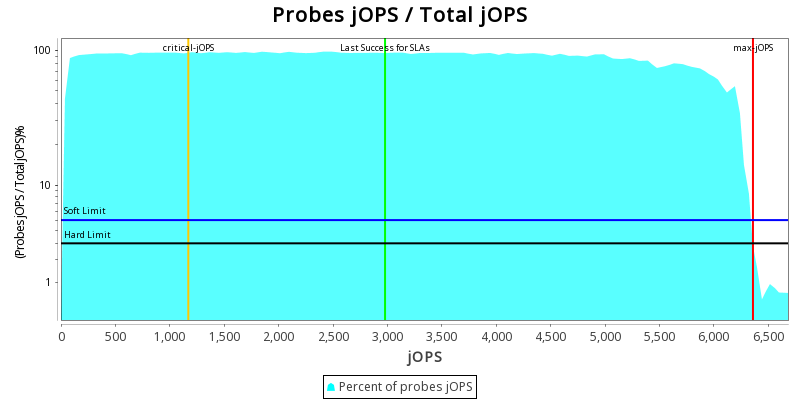 Probes jOPS / Total jOPS
critical-jOPS
Last Success for SLAs
max-jOPS
100
10
1
(Probes jOPS / Total jOPS)%
Soft Limit
Hard Limit
0
500
1,000
1,500
2,000
2,500
3,000
3,500
4,000
4,500
5,000
5,500
6,000
6,500
jOPS
Percent of probes jOPS